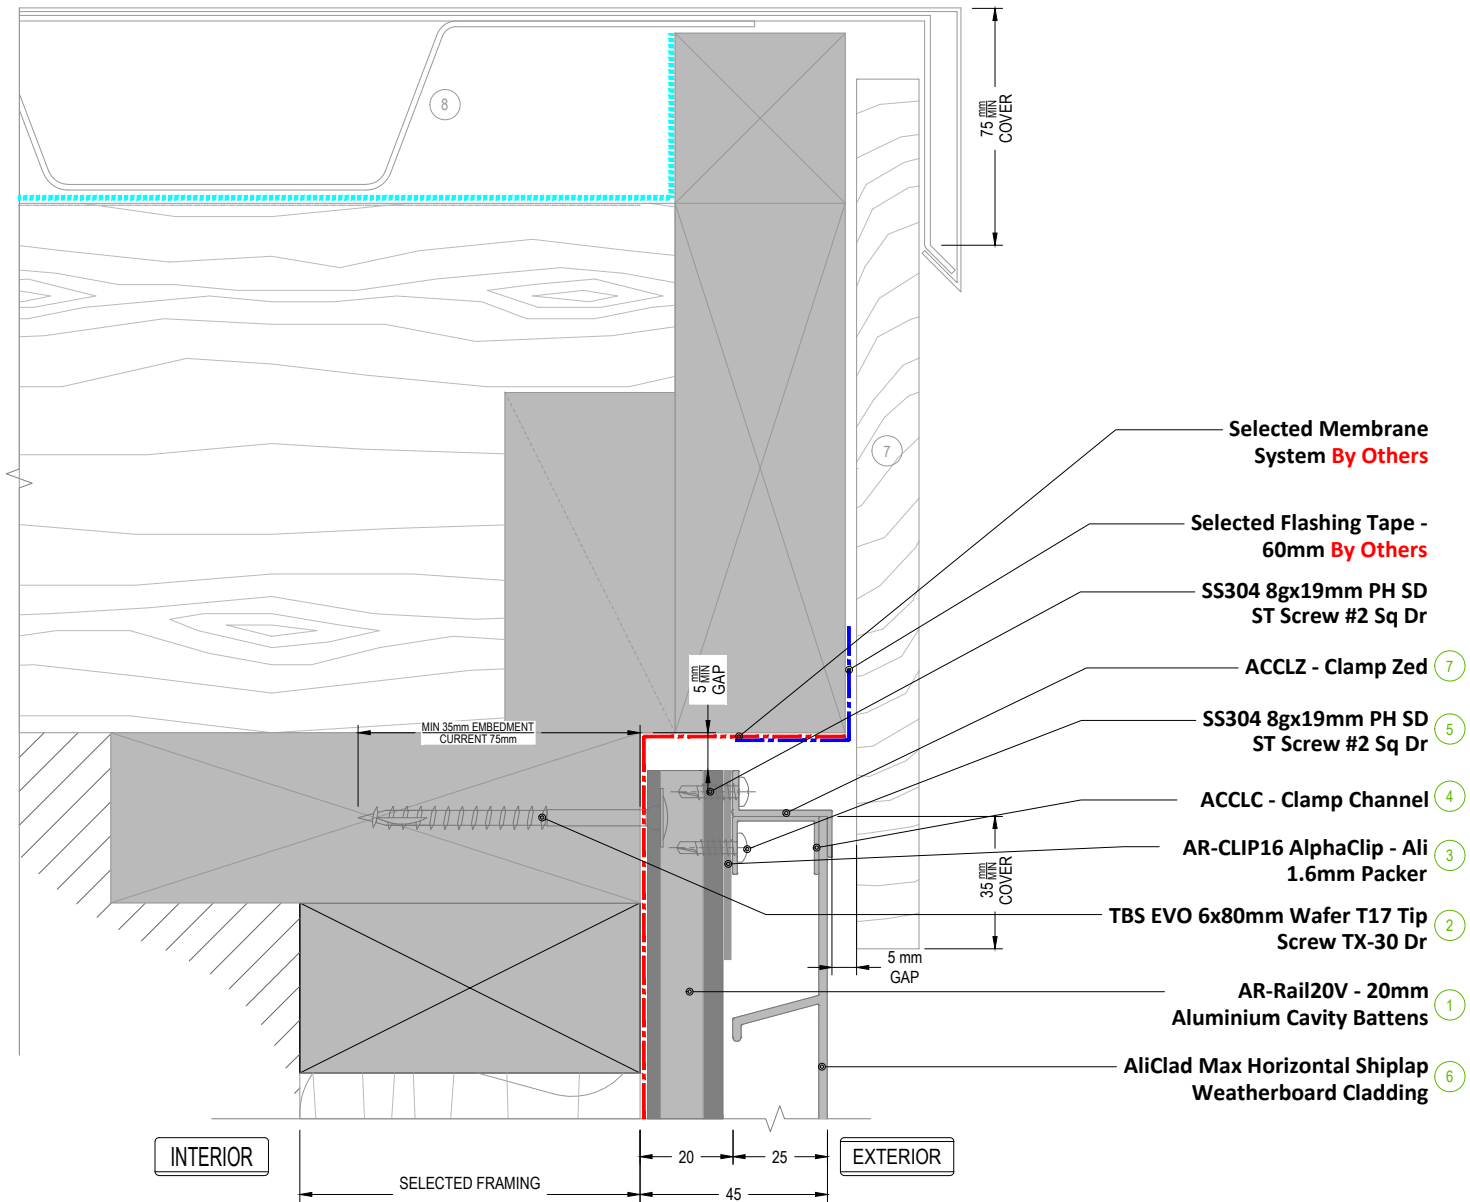 8
75 mm
MIN
COVER
7
Selected Membrane
System By Others
Selected Flashing Tape -
60mm By Others
SS304 8gx19mm PH SD
ST Screw #2 Sq Dr
5 mm
MIN
GAP
ACCLZ - Clamp Zed 7
MIN 35mm EMBEDMENT
CURRENT 75mm
SS304 8gx19mm PH SD
ST Screw #2 Sq Dr 5
ACCLC - Clamp Channel 4
AR-CLIP16 AlphaClip - Ali
1.6mm Packer 3
35 mm
MIN
COVER
TBS EVO 6x80mm Wafer T17 Tip
Screw TX-30 Dr 2
5 mm
GAP
AR-Rail20V - 20mm
Aluminium Cavity Battens 1
AliClad Max Horizontal Shiplap
Weatherboard Cladding 6
INTERIOR
20
25
EXTERIOR
SELECTED FRAMING
45